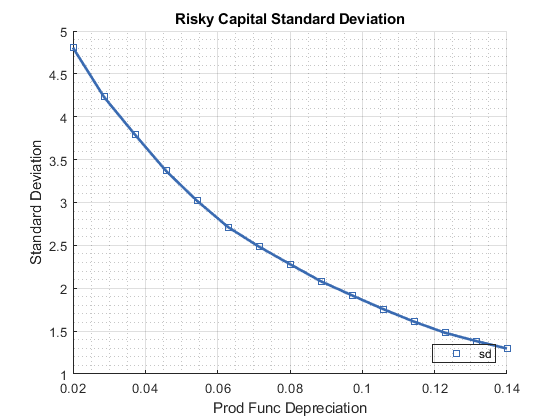 Risky Capital Standard Deviation
5
4.5
4
3.5
3
2.5
2
1.5
1
Standard Deviation
sd
0.02 0.04 0.06 0.08 0.1 0.12 0.14
Prod Func Depreciation